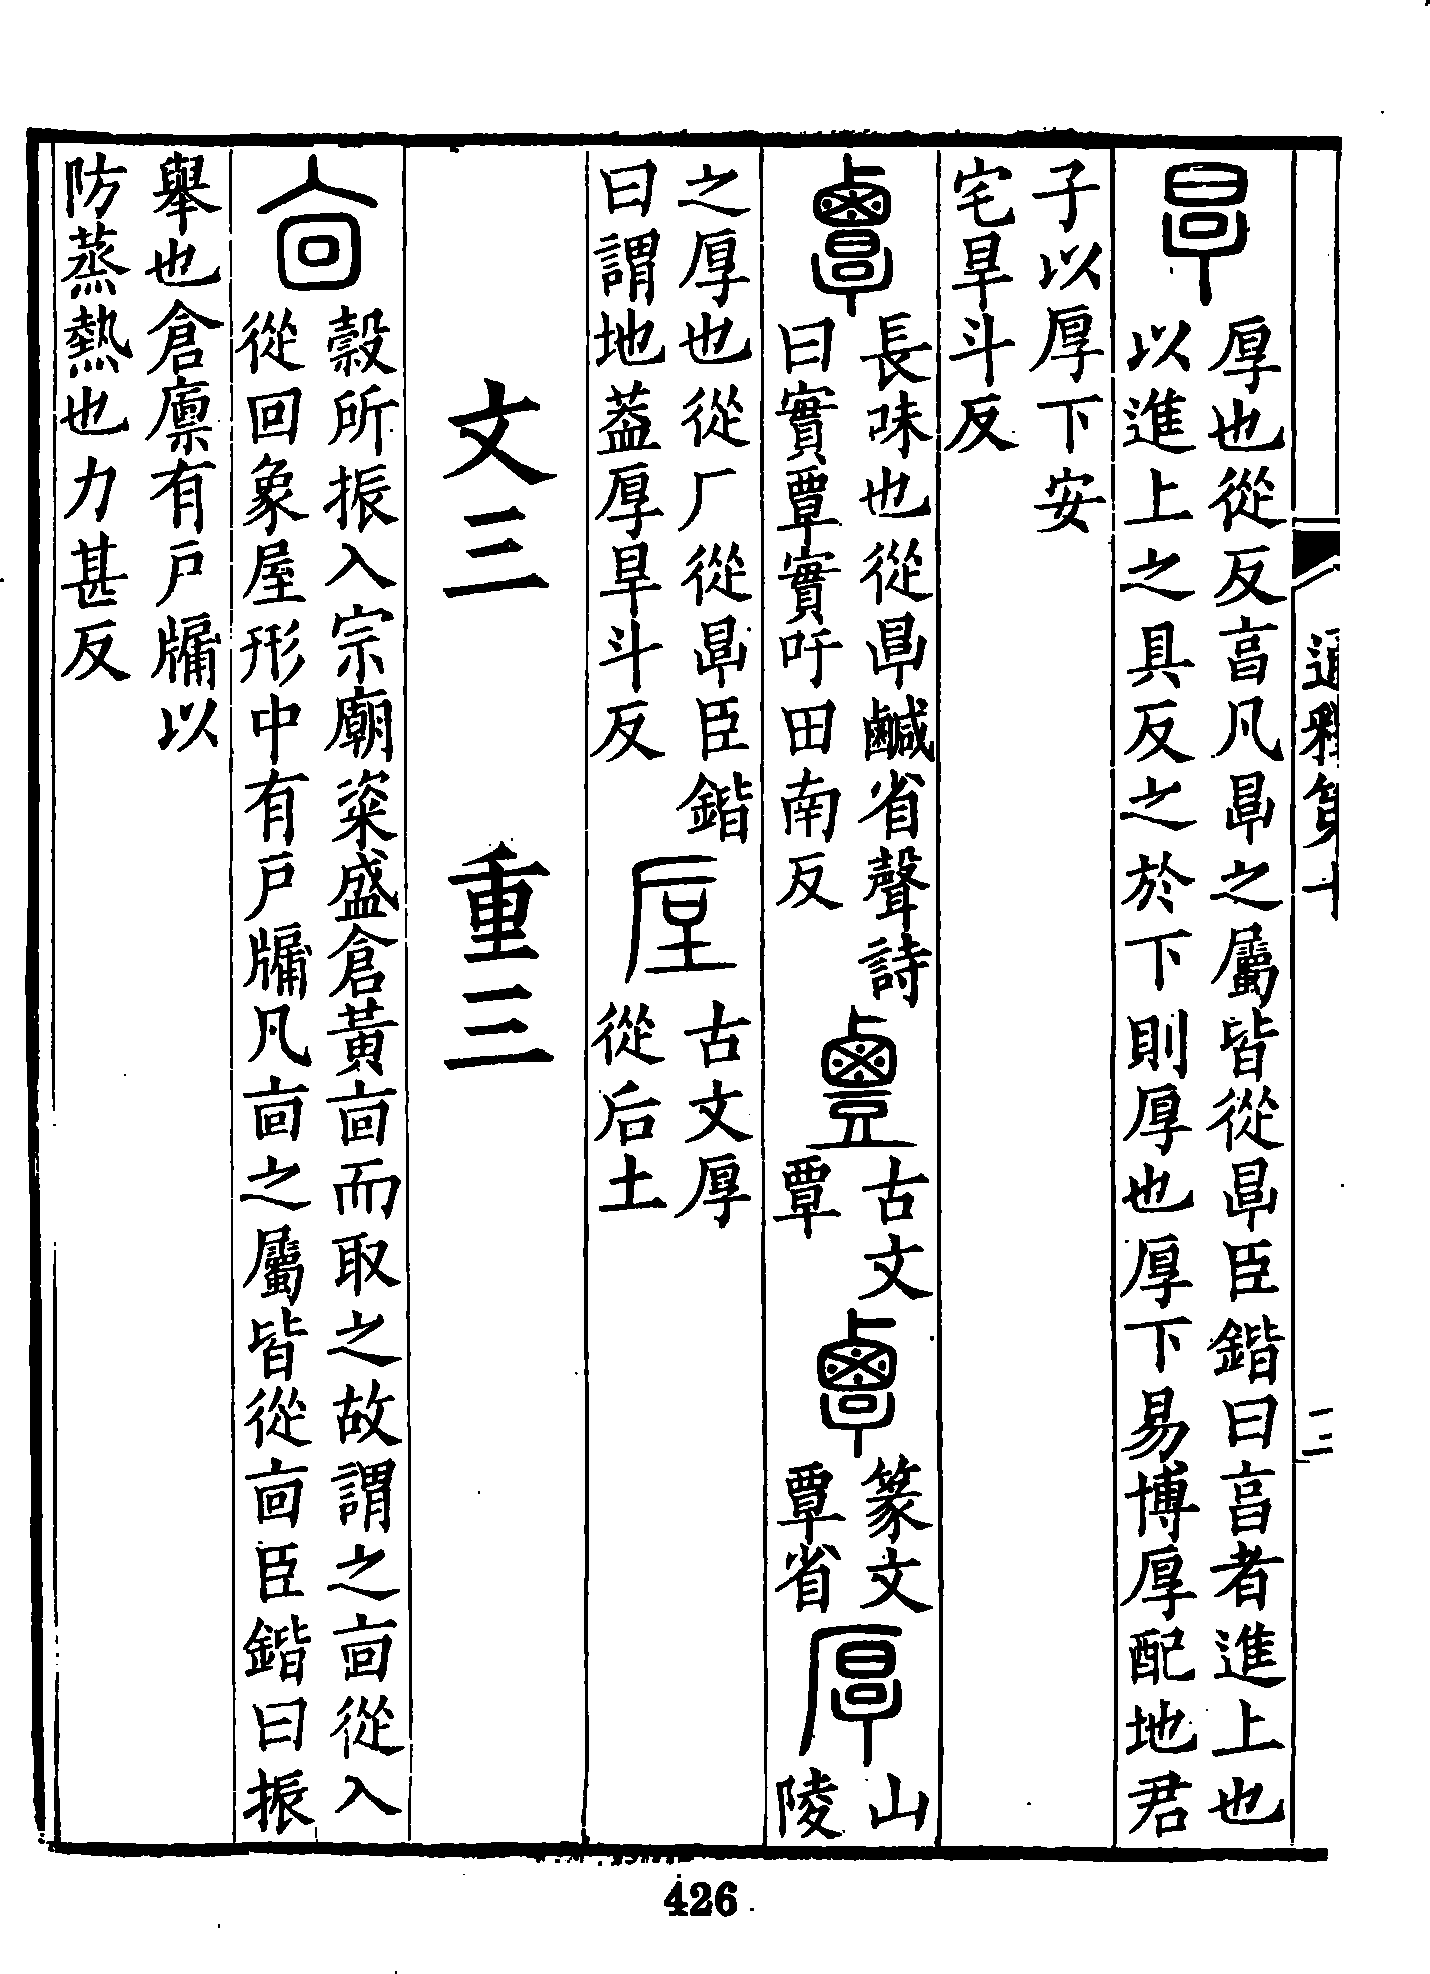 通釋第十
二
㫗
厚也從反亯凡㫗之屬皆從㫗臣鍇曰亯者進上也
以進上之具反之於下則厚也厚下易博厚配地君
子以厚下安
宅旱斗反
𪉷
長味也從㫗鹹省聲詩
曰實覃實吁田南反
古文
覃
覃
篆文
覃省
厚
山
陵
之厚也從厂從㫗臣鍇
曰謂地葢厚旱斗反
垕
古文厚
從后土
文三 重三
㐭
穀所振入宗廟粢盛倉黃㐭而取之故謂之㐭從入
從回象屋形中有戶牖凡㐭之屬皆從㐭臣鍇曰振
舉也倉廩有戶牖以
防蒸熱也力甚反
426